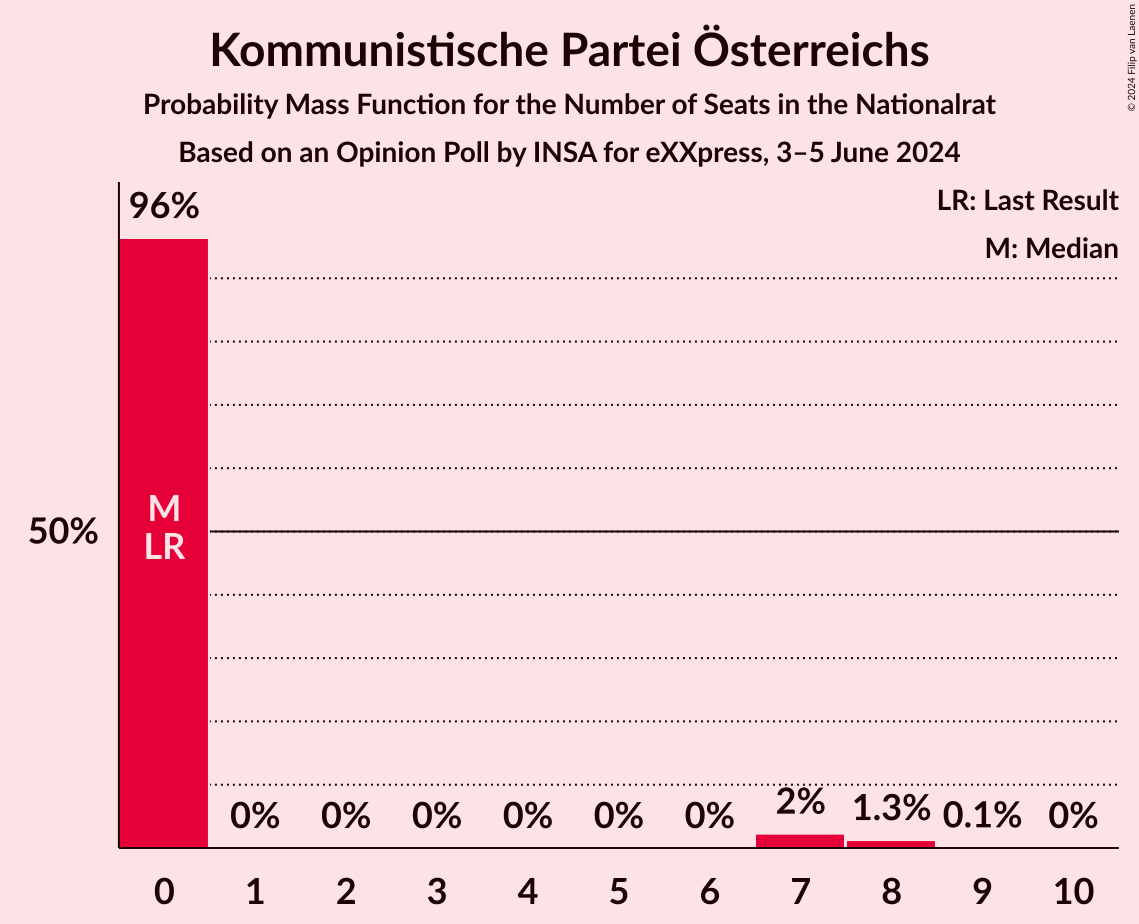 Kommunistische Partei Österreichs
Probability Mass Function for the Number of Seats in the Nationalrat
Based on an Opinion Poll by INSA for eXXpress, 3–5 June 2024
© 2024 Filip van Laenen
LR: Last Result
M: Median
96%
M
LR
50%
0% 0% 0% 0% 0% 0% 2% 1.3% 0.1% 0%
0 1 2 3 4 5 6 7 8 9 10